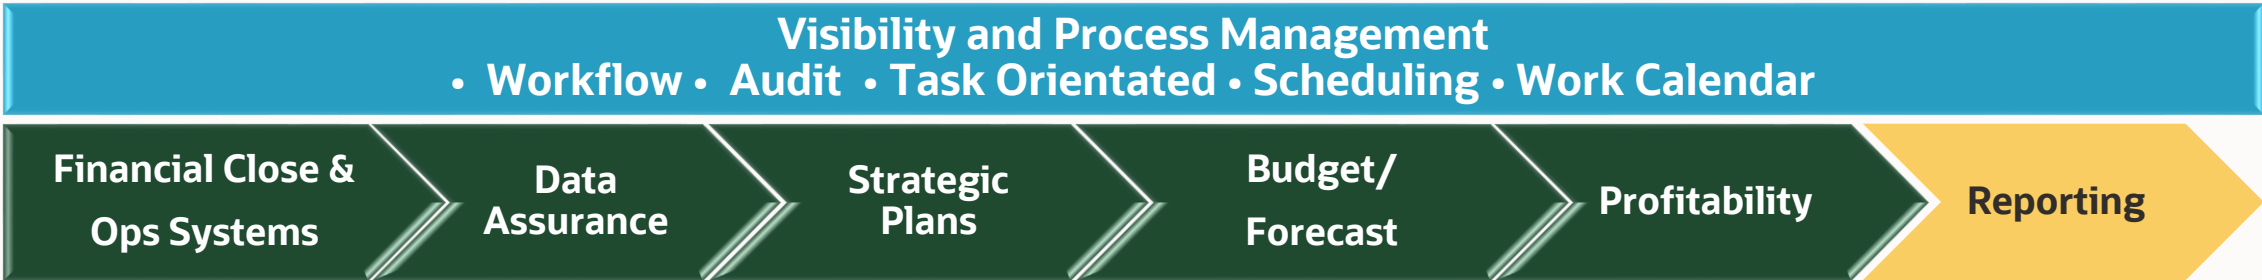 Visibility and Process Management
• Workflow • Audit • Task Orientated • Scheduling • Work Calendar
Financial Close &
Ops Systems
Data
Assurance
Strategic
Plans
Budget/
Forecast
Profitability
Reporting